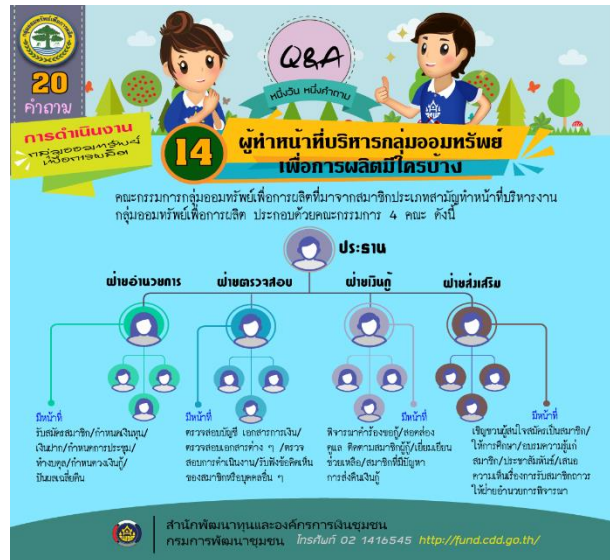 กลุ่มออมทรัพย์เพื่อการผลิต
20
คำถาม
การดำเนินงาน
กลุ่มออมทรัพย์
เพื่อการผลิต
Q&A
หนึ่งวัน หนึ่งคำถาม
14
ผู้ทำหน้าที่บริหารกลุ่มออมทรัพย์
เพื่อการผลิตมีใครบ้าง
คณะกรรมการกลุ่มออมทรัพย์เพื่อการผลิตที่มาจากสมาชิกประเภทสามัญทำหน้าที่บริหารงาน
กลุ่มออมทรัพย์เพื่อการผลิต ประกอบด้วยคณะกรรมการ 4 คณะ ดังนี้
ประธาน
ฝ่ายอำนวยการ
ฝ่ายตรวจสอบ
ฝ่ายเงินกู้
ฝ่ายส่งเสริม
มีหน้าที่
รับสมัครสมาชิก/กำหนดเงินทุน/
เงินฝาก/กำหนดการประชุม/
ทำงบดุล/กำหนดวงเงินกู้/
ปันผลเฉลี่ยคืน
มีหน้าที่
ตรวจสอบบัญชี เอกสารการเงิน/
ตรวจสอบเอกสารต่าง ๆ /ตรวจ
สอบการดำเนินงาน/รับฟังข้อคิดเห็น
ของสมาชิกหรือบุคคลอื่น ๆ
มีหน้าที่
พิจารณาคำร้องขอกู้/สอดส่อง
ดูแล ติดตามสมาชิกผู้กู้/เยี่ยมเยียน
ช่วยเหลือ/สมาชิกที่มีปัญหา
การส่งคืนเงินกู้
มีหน้าที่
เชิญชวนผู้สนใจสมัครเป็นสมาชิก/
ให้การศึกษา/อบรมความรู้แก่
สมาชิก/ประชาสัมพันธ์/เสนอ
ความเห็นเรื่องการรับสมาชิกถาวร
ให้ฝ่ายอำนวยการพิจารณา
สำนักพัฒนาทุนและองค์กรการเงินชุมชน
กรมการพัฒนาชุมชน โทรศัพท์ 02 1416545 http://fund.cdd.go.th/